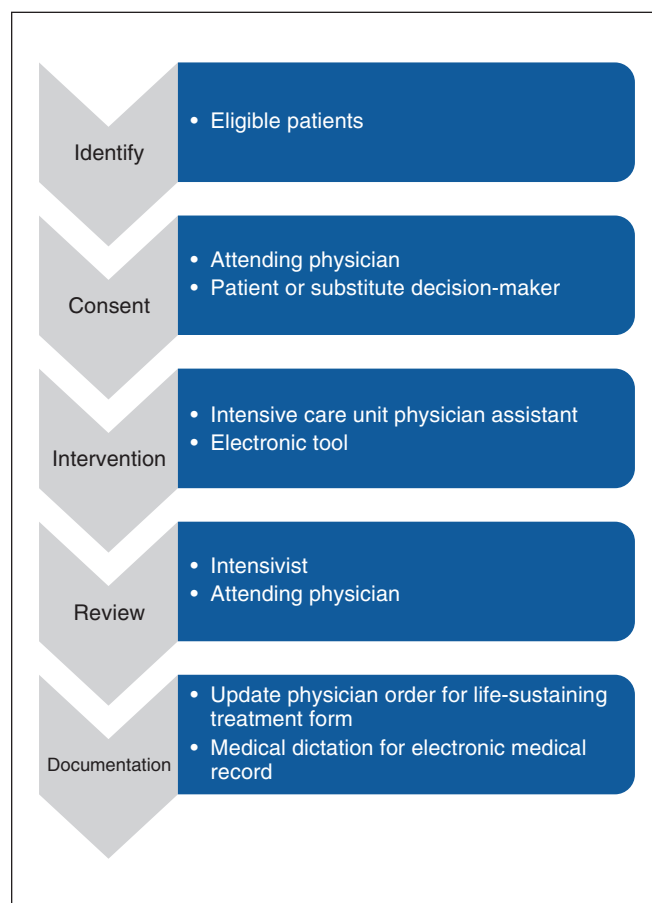 Identify
• Eligible patients
Consent
• Attending physician
• Patient or substitute decision-maker
Intervention
• Intensive care unit physician assistant
• Electronic tool
Review
• Intensivist
• Attending physician
Documentation
• Update physician order for life-sustaining
treatment form
• Medical dictation for electronic medical
record